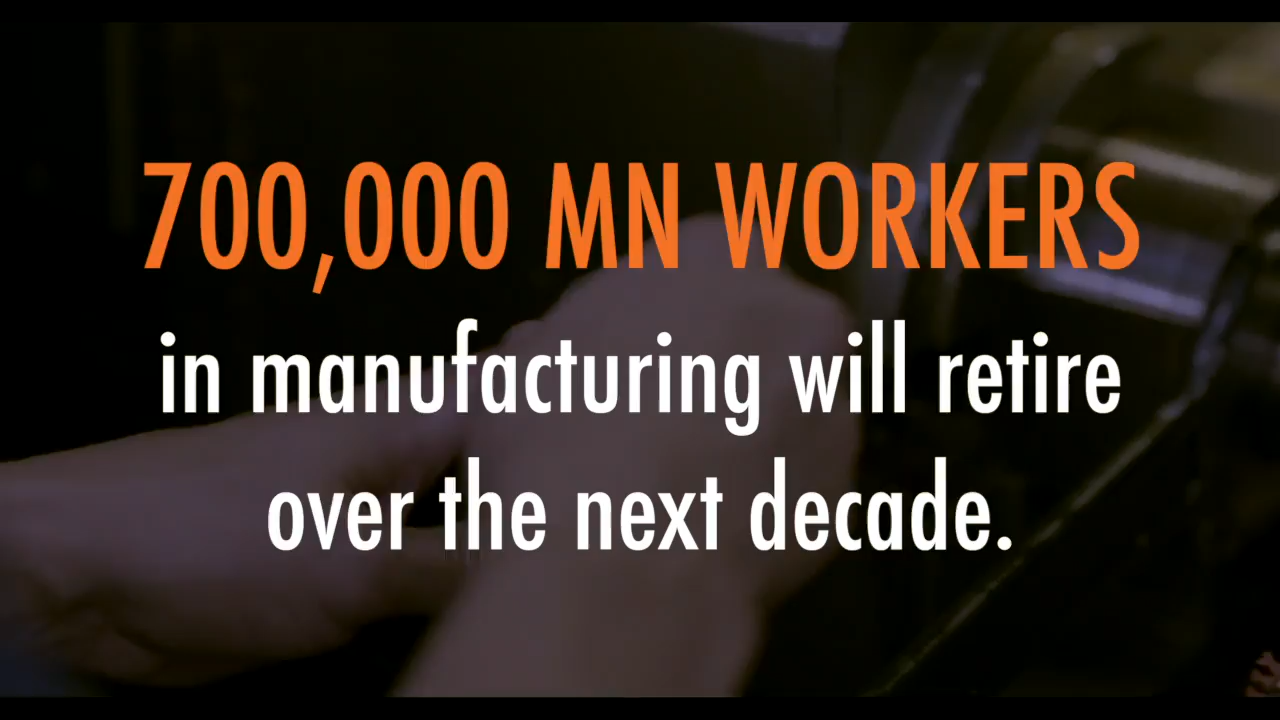 700,000 MN WORKERS
in manufacturing will retire
over the next decade.